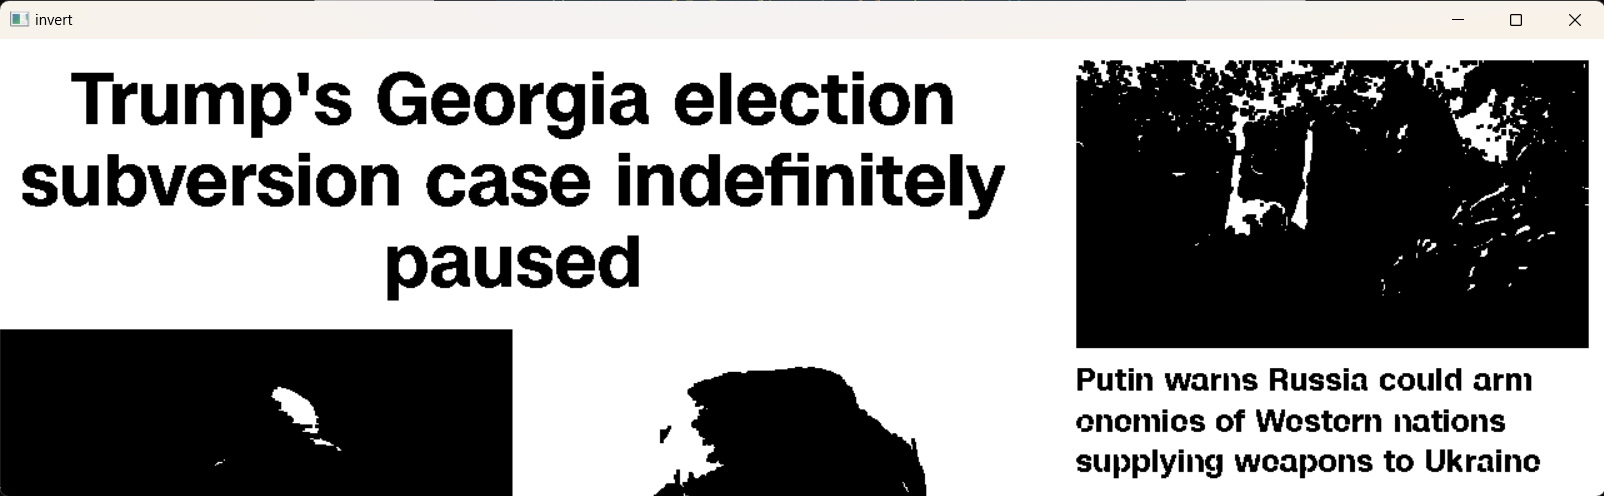 invert
Trump's Georgia election
subversion case indefinitely
paused
Putin warns Russia could arm
enemies of Western nations
supplying weapons to Ukraine